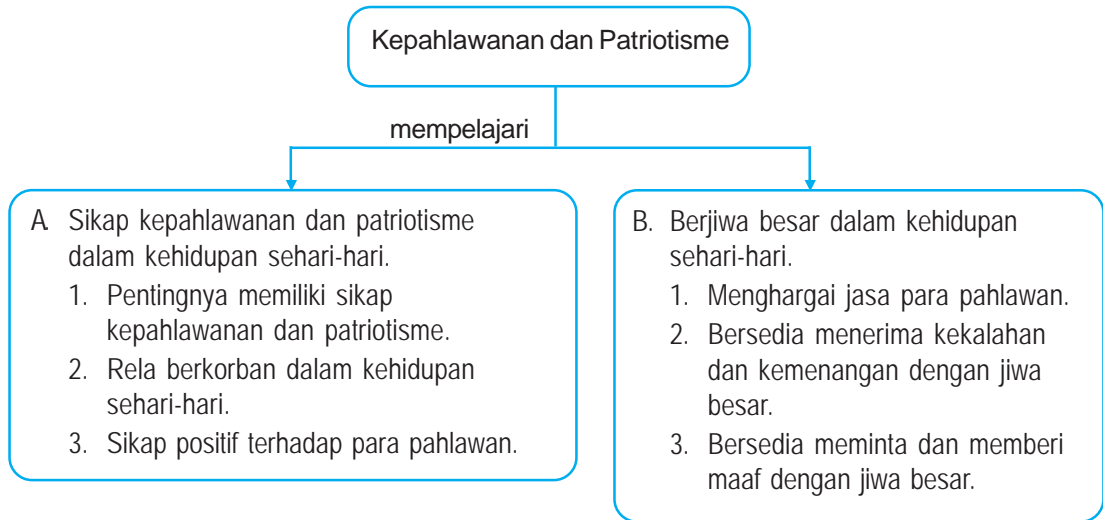 Kepahlawanan dan Patriotisme
mempelajari
A. Sikap kepahlawanan dan patriotisme
dalam kehidupan sehari-hari.
1. Pentingnya memiliki sikap
kepahlawanan dan patriotisme.
2. Rela berkorban dalam kehidupan
sehari-hari.
3. Sikap positif terhadap para pahlawan.
B. Berjiwa besar dalam kehidupan
sehari-hari.
1. Menghargai jasa para pahlawan.
2. Bersedia menerima kekalahan
dan kemenangan dengan jiwa
besar.
3. Bersedia meminta dan memberi
maaf dengan jiwa besar.